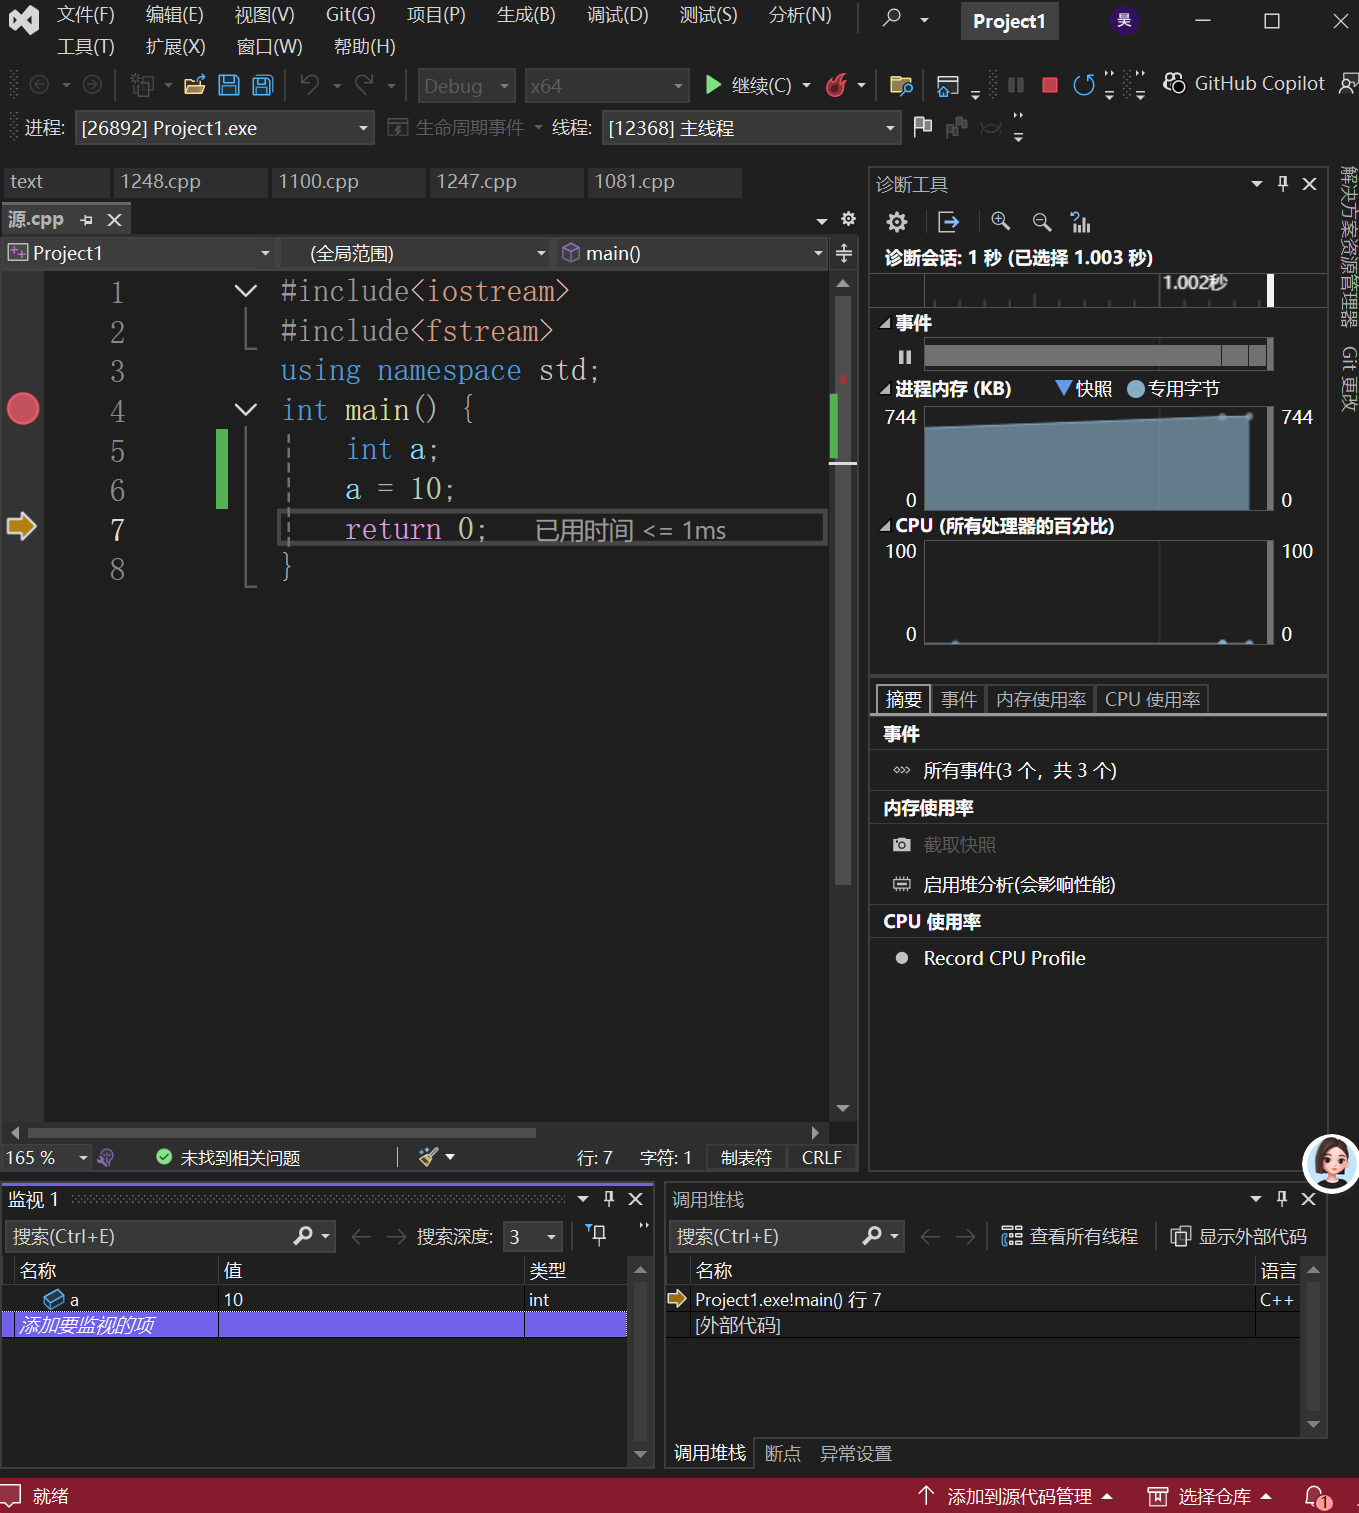 文件(F) 编辑(E) 视图(V) Git(G) 项目(P) 生成(B) 调试(D) 测试(S) 分析(N)
Project1
昊
工具(T) 扩展(X) 窗口(W) 帮助(H)
Debug x64 继续(C) GitHub Copilot
进程: [26892] Project1.exe 生命周期事件 线程: [12368] 主线程
text 1248.cpp 1100.cpp 1247.cpp 1081.cpp
源.cpp
Project1 (全局范围) main()
1 #include<iostream>
2 #include<fstream>
3 using namespace std;
4 int main() {
5 int a;
6 a = 10;
7 return 0; 已用时间 <= 1ms
8 }
165 % 未找到相关问题 行: 7 字符: 1 制表符 CRLF
诊断工具
诊断会话: 1 秒 (已选择 1.003 秒)
1.002秒
事件
进程内存 (KB) 快照 专用字节
744 744
0 0
CPU (所有处理器的百分比)
100 100
0 0
摘要 事件 内存使用率 CPU 使用率
事件
所有事件(3 个，共 3 个)
内存使用率
截取快照
启用堆分析(会影响性能)
CPU 使用率
Record CPU Profile
解决方案资源管理器
Git 更改
监视 1
搜索(Ctrl+E) 搜索深度: 3
名称 值 类型
a 10 int
添加要监视的项
调用堆栈
搜索(Ctrl+E) 查看所有线程 显示外部代码
名称 语言
Project1.exe!main() 行 7 C++
[外部代码]
调用堆栈 断点 异常设置
就绪 添加到源代码管理 选择仓库 1